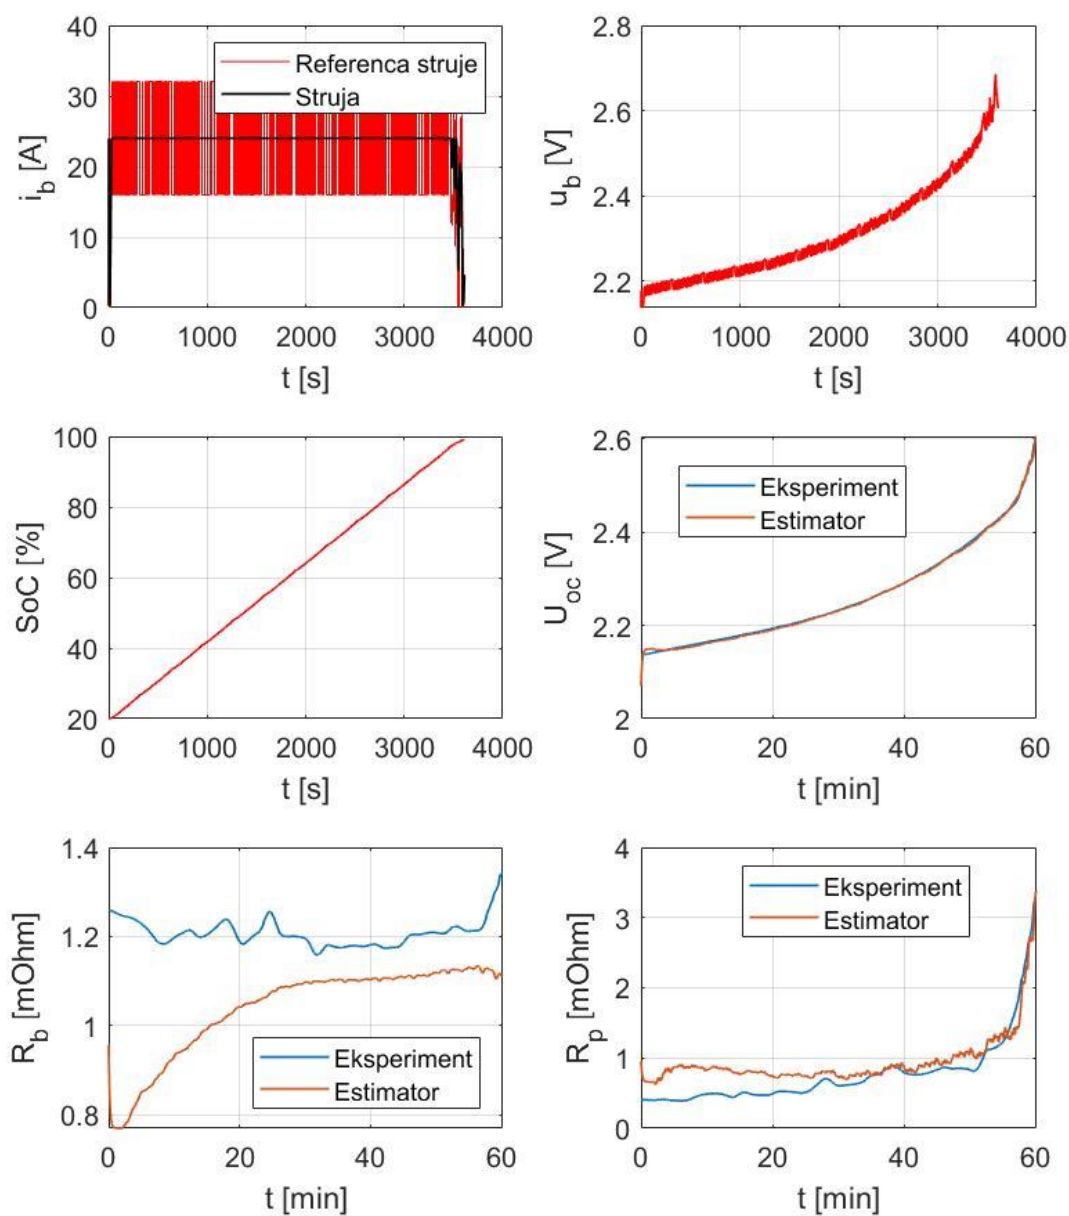 40
30
20
10
0
i_b [A]
Referenca struje
Struja
0 1000 2000 3000 4000
t [s]
2.8
2.6
2.4
2.2
u_b [V]
0 1000 2000 3000 4000
t [s]
100
80
60
40
20
SoC [%]
0 1000 2000 3000 4000
t [s]
2.6
2.4
2.2
2
U_oc [V]
Eksperiment
Estimator
0 20 40 60
t [min]
1.4
1.2
1
0.8
R_b [mOhm]
Eksperiment
Estimator
0 20 40 60
t [min]
4
3
2
1
0
R_p [mOhm]
Eksperiment
Estimator
0 20 40 60
t [min]